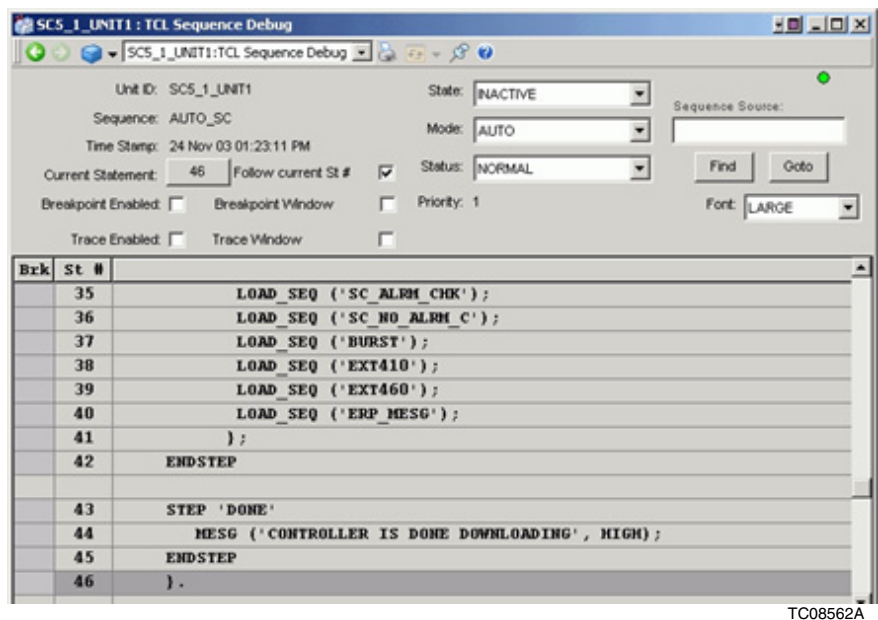 SC5_1_UNIT1 : TCL Sequence Debug
SC5_1_UNIT1:TCL Sequence Debug
Unit ID: SC5_1_UNIT1
State: INACTIVE
Sequence Source:
Sequence: AUTO_SC
Mode: AUTO
Time Stamp: 24 Nov 03 01:23:11 PM
Current Statement: 46 Follow current St #
Status: NORMAL
Find Goto
Breakpoint Enabled: Breakpoint Window
Priority: 1
Font: LARGE
Trace Enabled: Trace Window
Brk St #
35 LOAD_SEQ ('SC_ALRM_CHK');
36 LOAD_SEQ ('SC_NO_ALRM_C');
37 LOAD_SEQ ('BURST');
38 LOAD_SEQ ('EXT410');
39 LOAD_SEQ ('EXT460');
40 LOAD_SEQ ('ERP_MESG');
41 };
42 ENDSTEP
43 STEP 'DONE'
44 MESG ('CONTROLLER IS DONE DOWNLOADING', HIGH);
45 ENDSTEP
46 }.
TC08562A